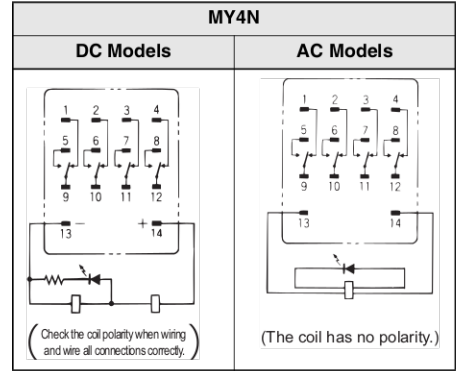 MY4N
DC Models
AC Models
1 2 3 4
5 6 7 8
9 10 11 12
− +
13 14
Check the coil polarity when wiring
and wire all connections correctly.
1 2 3 4
5 6 7 8
9 10 11 12
13 14
(The coil has no polarity.)